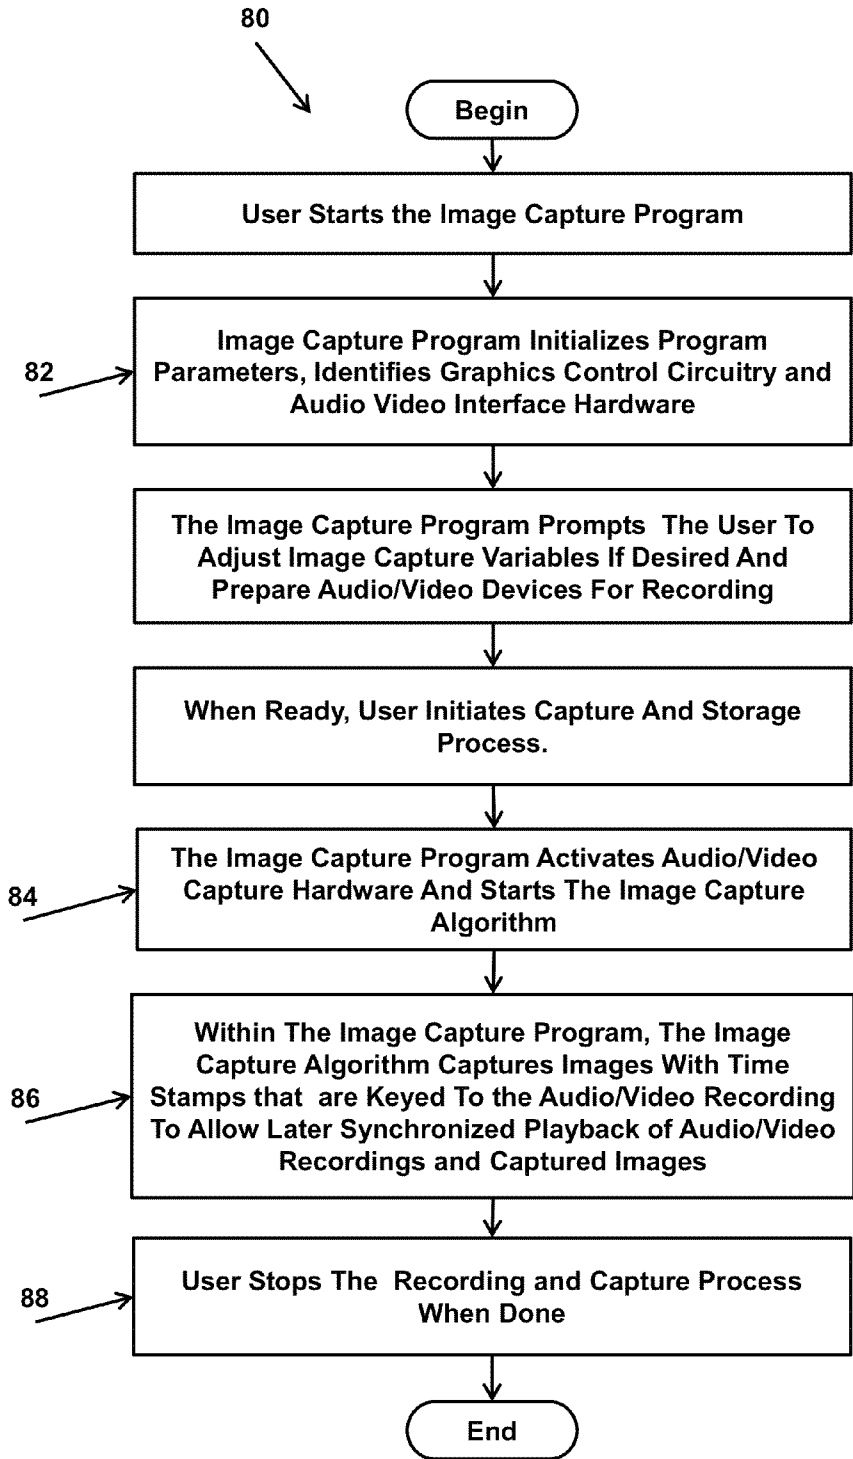 80
Begin
User Starts the Image Capture Program
Image Capture Program Initializes Program
82
Parameters, Identifies Graphics Control Circuitry and
Audio Video Interface Hardware
The Image Capture Program Prompts The User To
Adjust Image Capture Variables If Desired And
Prepare Audio/Video Devices For Recording
When Ready, User Initiates Capture And Storage
Process.
The Image Capture Program Activates Audio/Video
84
Capture Hardware And Starts The Image Capture
Algorithm
Within The Image Capture Program, The Image
Capture Algorithm Captures Images With Time
86
Stamps that are Keyed To the Audio/Video Recording
To Allow Later Synchronized Playback of Audio/Video
Recordings and Captured Images
88
User Stops The Recording and Capture Process
When Done
End